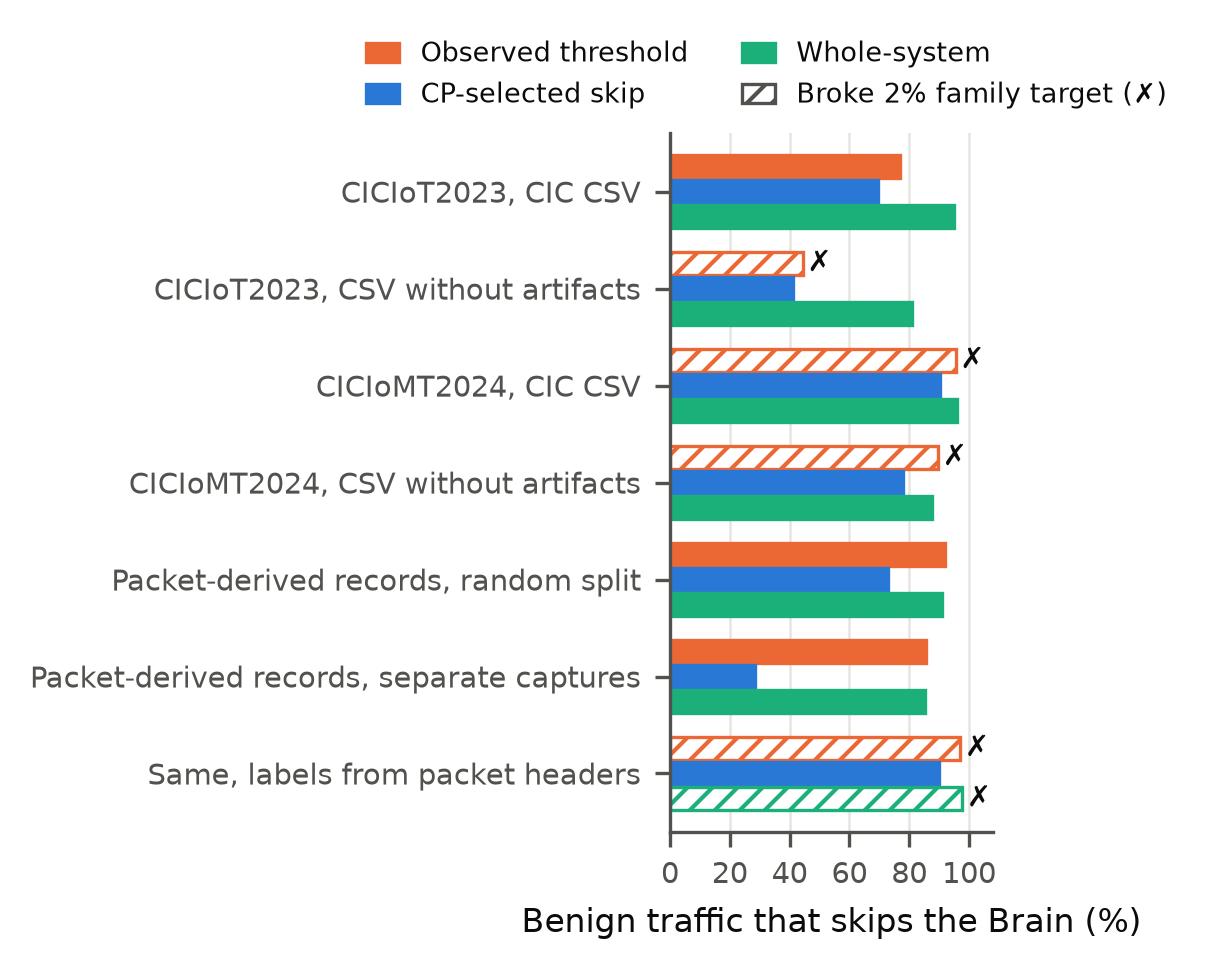 Observed threshold
CP-selected skip
Whole-system
Broke 2% family target (✗)
CICIoT2023, CIC CSV
CICIoT2023, CSV without artifacts
✗
CICIoMT2024, CIC CSV
✗
CICIoMT2024, CSV without artifacts
✗
Packet-derived records, random split
Packet-derived records, separate captures
Same, labels from packet headers
✗
✗
0 20 40 60 80 100
Benign traffic that skips the Brain (%)